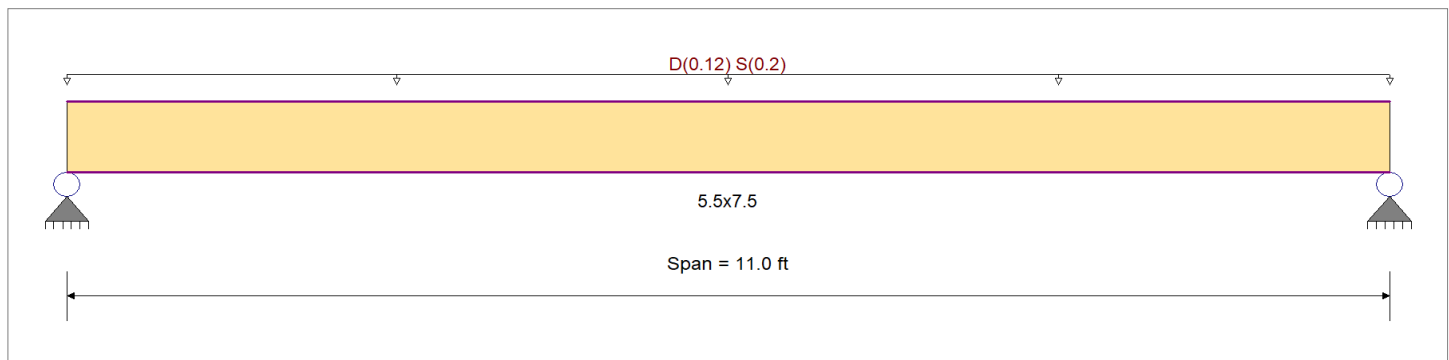 D(0.12) S(0.2)
5.5x7.5
Span = 11.0 ft